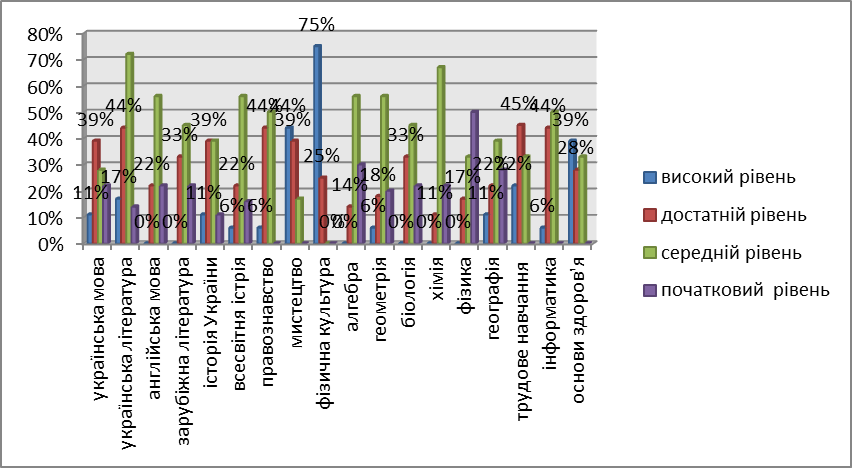 80%
70%
60%
50%
40%
30%
20%
10%
0%
75%
44%
44%
44%
45%
44%
39%
39%
39%
39%
33%
33%
28%
25%
22%
22%
22%
22%
18%
17%
17%
14%
11%
11%
11%
11%
6%
6%
6%
6%
0%
0%
0%
0%
0%
0%
0%
українська мова
українська література
англійська мова
зарубіжна література
історія України
всесвітня істрія
правознавство
мистецтво
фізична культура
алгебра
геометрія
біологія
хімія
фізика
географія
трудове навчання
інформатика
основи здоров'я
високий рівень
достатній рівень
середній рівень
початковий рівень